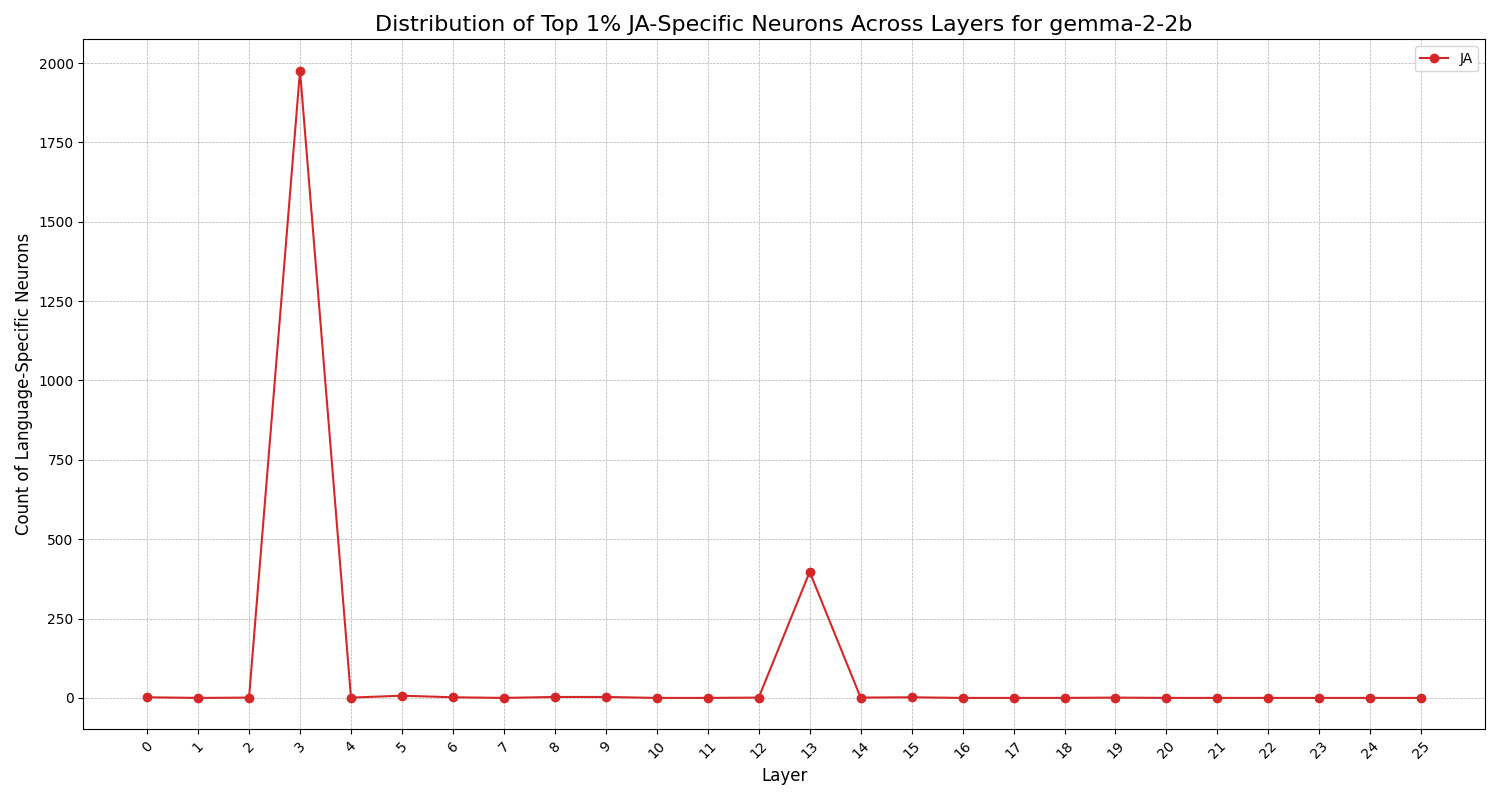 Distribution of Top 1% JA-Specific Neurons Across Layers for gemma-2-2b
JA
Count of Language-Specific Neurons
2000
1750
1500
1250
1000
750
500
250
0
0 1 2 3 4 5 6 7 8 9 10 11 12 13 14 15 16 17 18 19 20 21 22 23 24 25
Layer